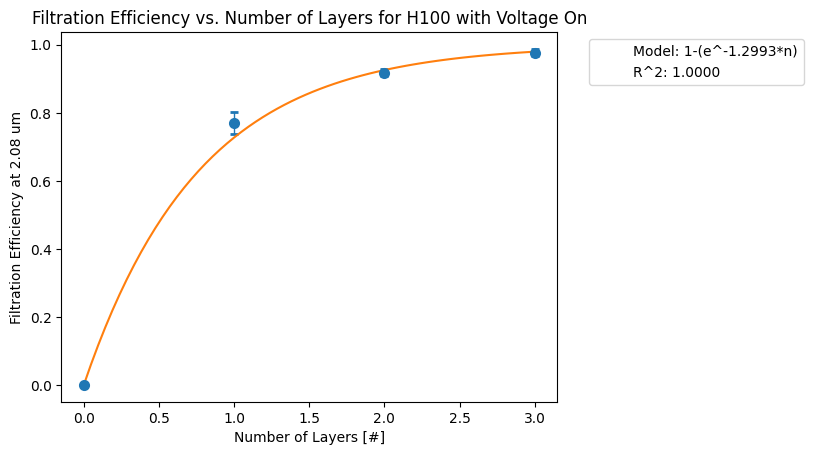 Filtration Efficiency vs. Number of Layers for H100 with Voltage On
Model: 1-(e^-1.2993*n)
R^2: 1.0000
Filtration Efficiency at 2.08 um
1.0
0.8
0.6
0.4
0.2
0.0
0.0 0.5 1.0 1.5 2.0 2.5 3.0
Number of Layers [#]